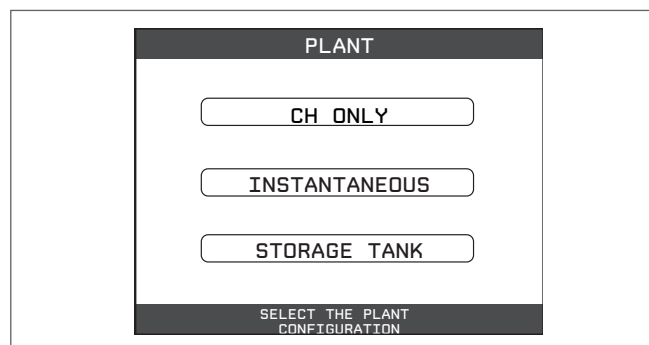 PLANT
CH ONLY
INSTANTANEOUS
STORAGE TANK
SELECT THE PLANT
CONFIGURATION